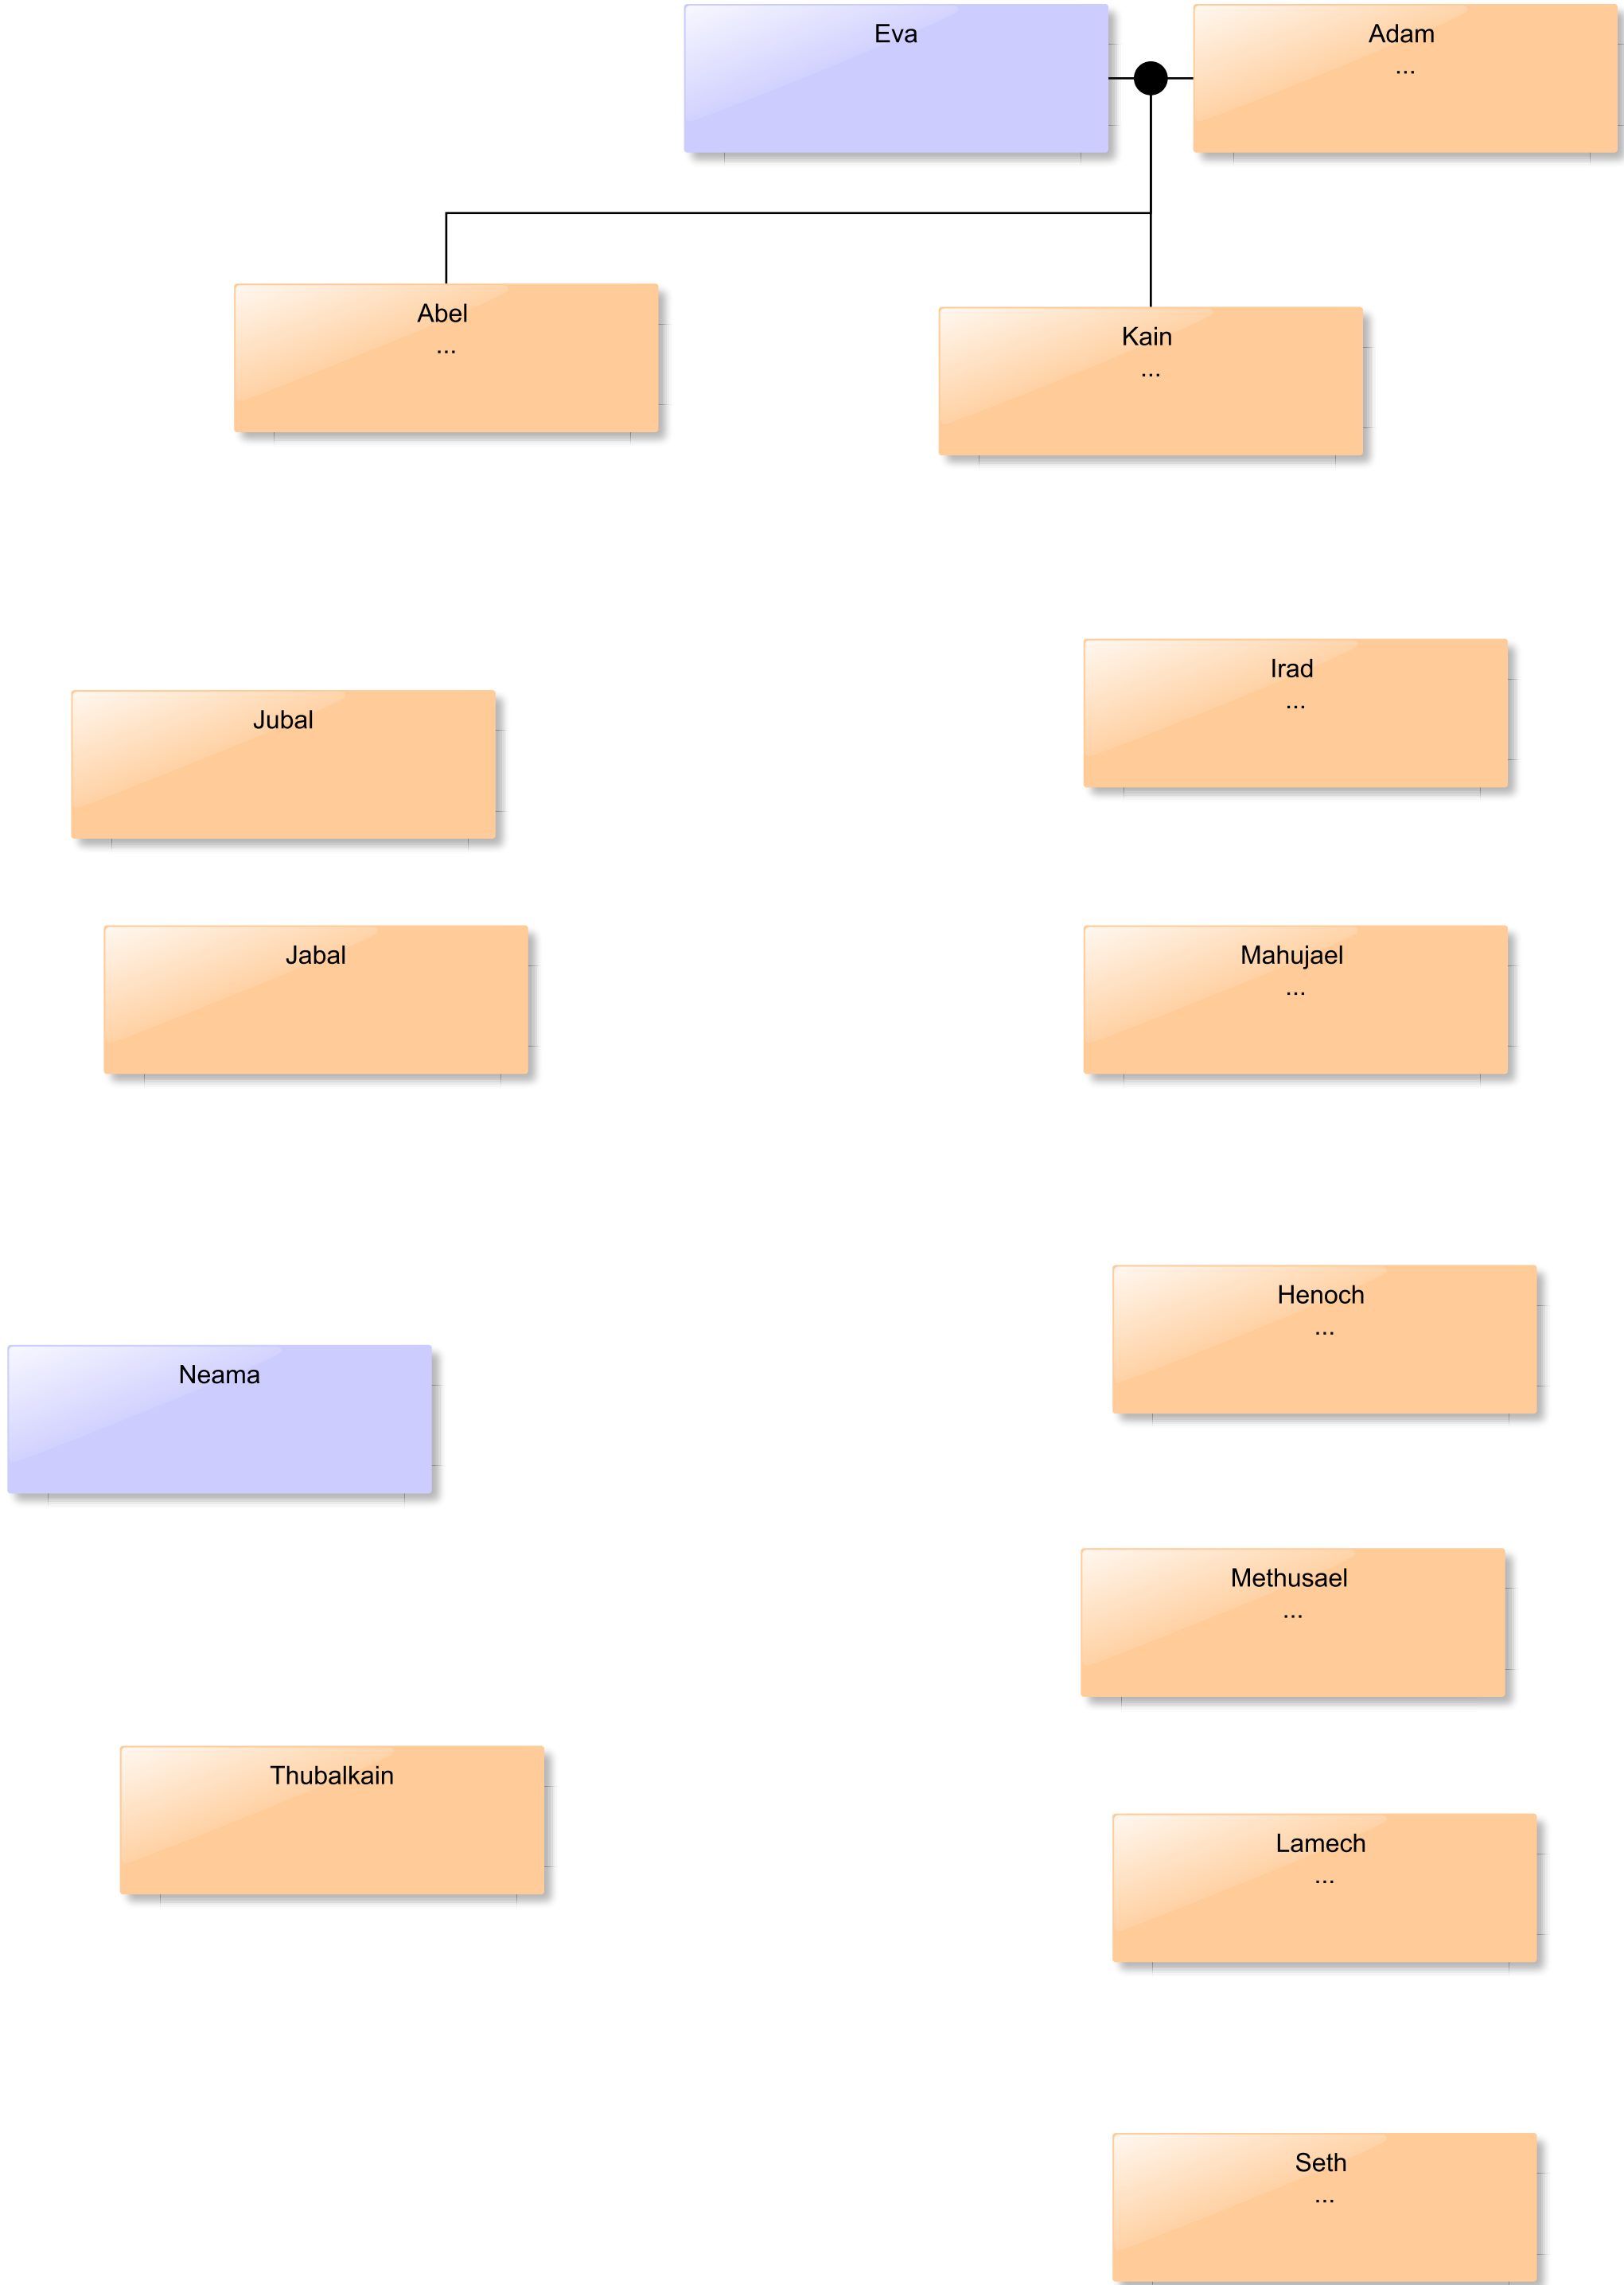 Eva
Adam
...
Abel
...
Kain
...
Irad
...
Jubal
Jabal
Mahujael
...
Henoch
...
Neama
Methusael
...
Thubalkain
Lamech
...
Seth
...